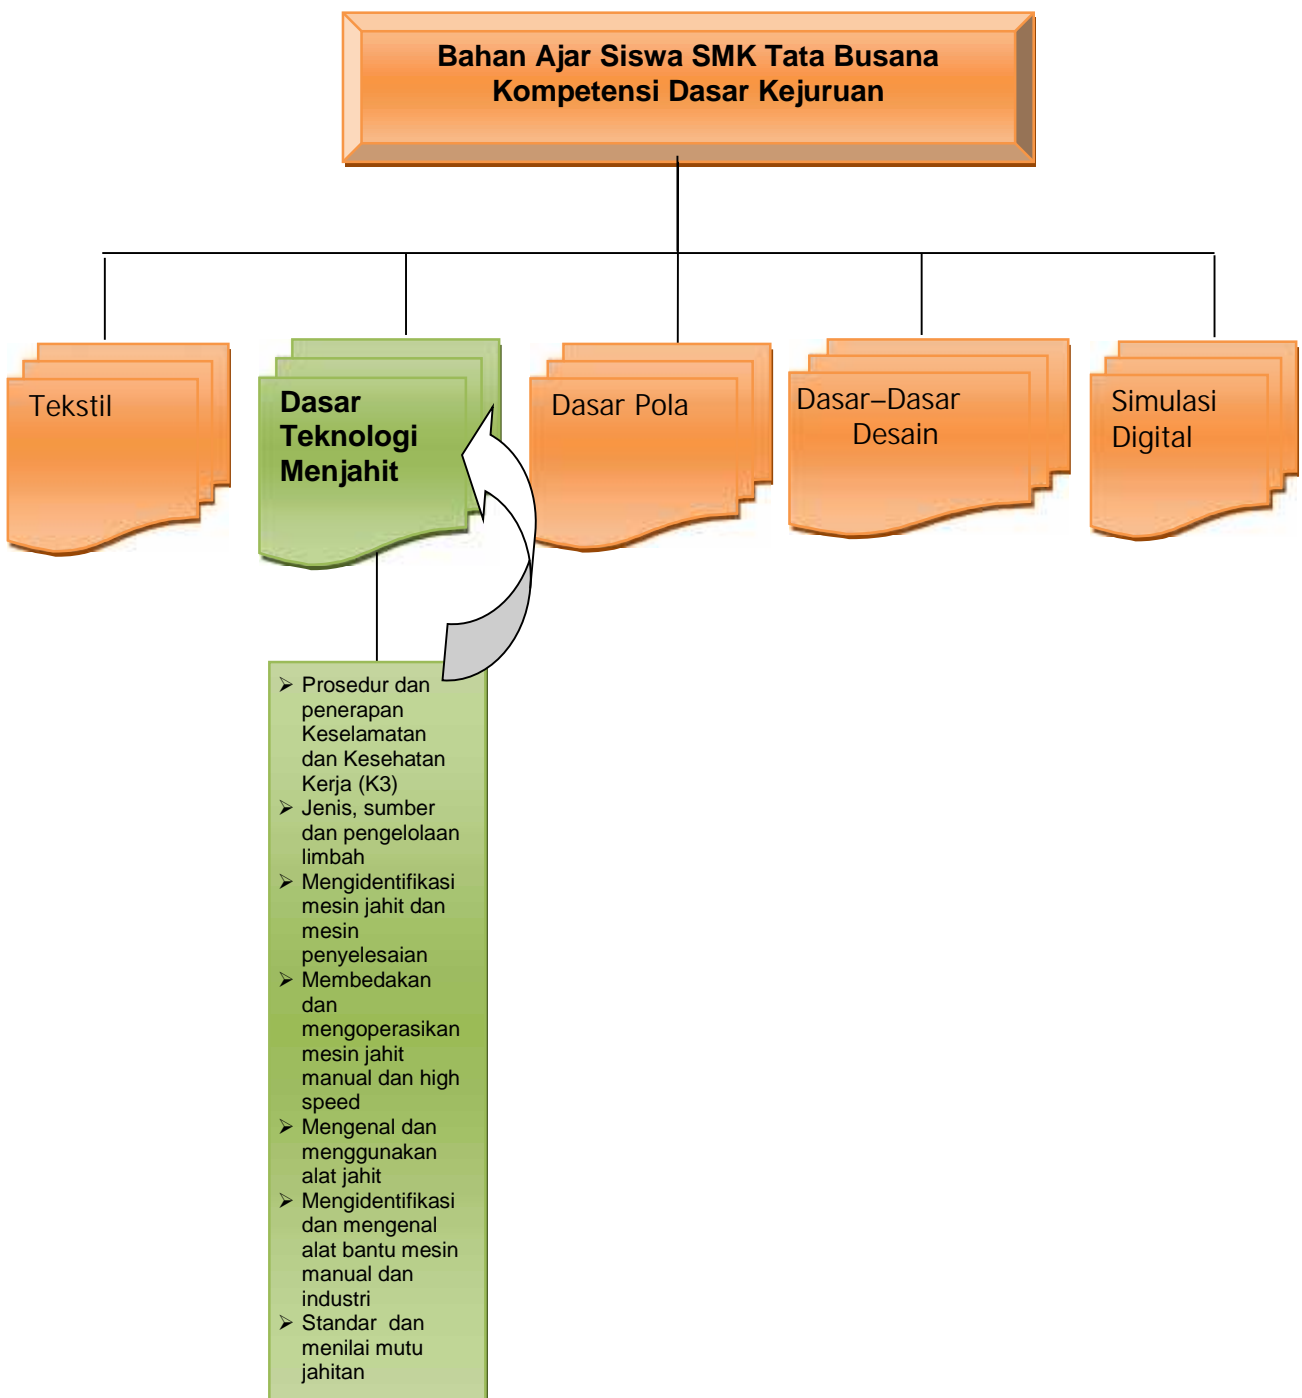 Bahan Ajar Siswa SMK Tata Busana
Kompetensi Dasar Kejuruan
Tekstil
Dasar
Teknologi
Menjahit
Dasar Pola
Dasar–Dasar
Desain
Simulasi
Digital
➢ Prosedur dan
penerapan
Keselamatan
dan Kesehatan
Kerja (K3)
➢ Jenis, sumber
dan pengelolaan
limbah
➢ Mengidentifikasi
mesin jahit dan
mesin
penyelesaian
➢ Membedakan
dan
mengoperasikan
mesin jahit
manual dan high
speed
➢ Mengenal dan
menggunakan
alat jahit
➢ Mengidentifikasi
dan mengenal
alat bantu mesin
manual dan
industri
➢ Standar  dan
menilai mutu
jahitan